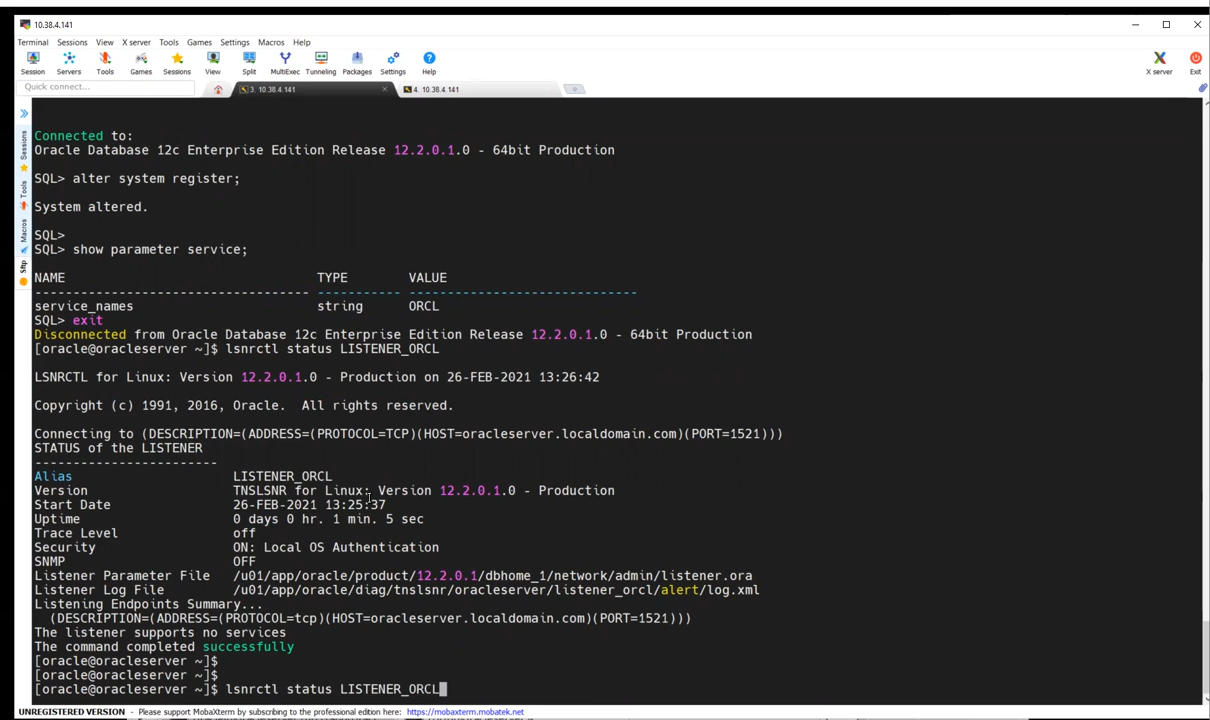 10.38.4.141
Terminal Sessions View X server Tools Games Settings Macros Help
Session Servers Tools Games Sessions View Split MultiExec Tunneling Packages Settings Help X server Exit
Quick connect... 3. 10.38.4.141 4. 10.38.4.141
Sessions
Tools
Macros
Sftp
Connected to:
Oracle Database 12c Enterprise Edition Release 12.2.0.1.0 - 64bit Production
SQL> alter system register;
System altered.
SQL>
SQL> show parameter service;
NAME TYPE VALUE
------------------------------------ ----------- ------------------------------
service_names string ORCL
SQL> exit
Disconnected from Oracle Database 12c Enterprise Edition Release 12.2.0.1.0 - 64bit Production
[oracle@oracleserver ~]$ lsnrctl status LISTENER_ORCL
LSNRCTL for Linux: Version 12.2.0.1.0 - Production on 26-FEB-2021 13:26:42
Copyright (c) 1991, 2016, Oracle.  All rights reserved.
Connecting to (DESCRIPTION=(ADDRESS=(PROTOCOL=TCP)(HOST=oracleserver.localdomain.com)(PORT=1521)))
STATUS of the LISTENER
------------------------
Alias LISTENER_ORCL
Version TNSLSNR for Linux: Version 12.2.0.1.0 - Production
Start Date 26-FEB-2021 13:25:37
Uptime 0 days 0 hr. 1 min. 5 sec
Trace Level off
Security ON: Local OS Authentication
SNMP OFF
Listener Parameter File /u01/app/oracle/product/12.2.0.1/dbhome_1/network/admin/listener.ora
Listener Log File /u01/app/oracle/diag/tnslsnr/oracleserver/listener_orcl/alert/log.xml
Listening Endpoints Summary...
(DESCRIPTION=(ADDRESS=(PROTOCOL=tcp)(HOST=oracleserver.localdomain.com)(PORT=1521)))
The listener supports no services
The command completed successfully
[oracle@oracleserver ~]$
[oracle@oracleserver ~]$
[oracle@oracleserver ~]$ lsnrctl status LISTENER_ORCL
UNREGISTERED VERSION - Please support MobaXterm by subscribing to the professional edition here: https://mobaxterm.mobatek.net